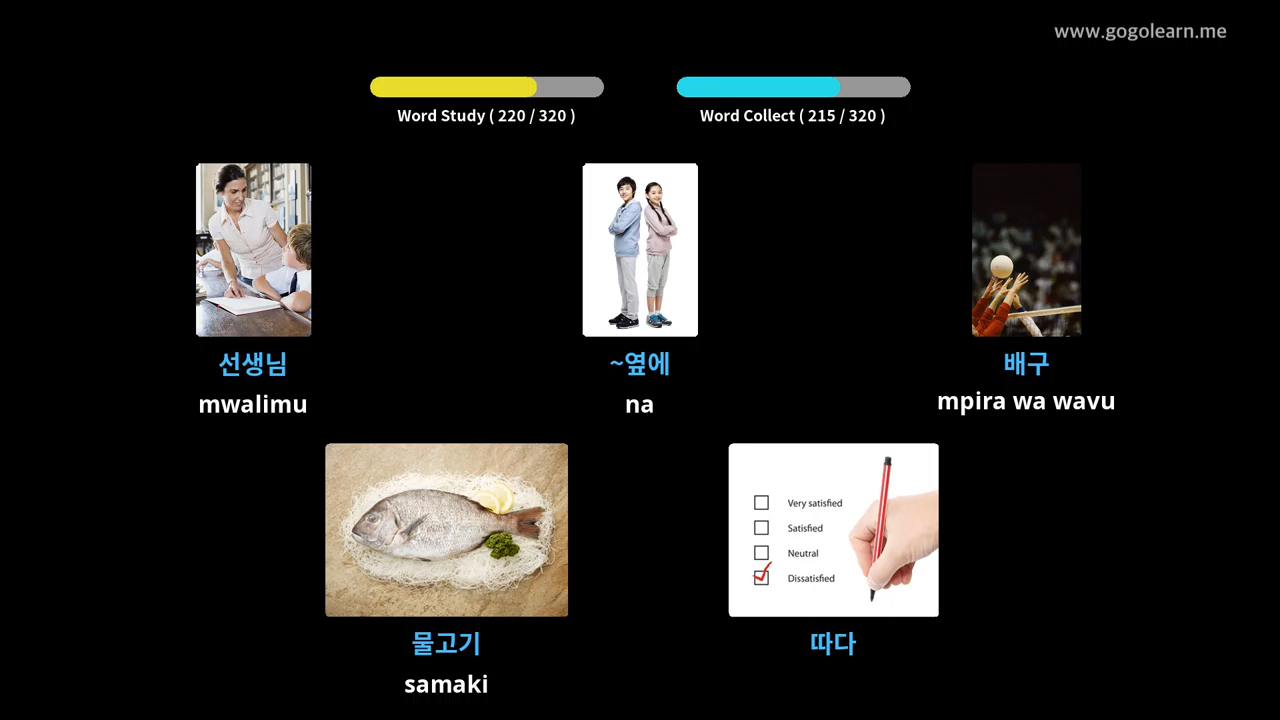 www.gogolearn.me
Word Study ( 220 / 320 )
Word Collect ( 215 / 320 )
선생님
mwalimu
~옆에
na
배구
mpira wa wavu
Very satisfied
Satisfied
Neutral
Dissatisfied
물고기
samaki
따다